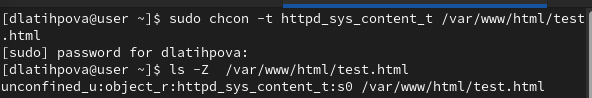 [dlatihpova@user ~]$ sudo chcon -t httpd_sys_content_t /var/www/html/test
.html
[sudo] password for dlatihpova:
[dlatihpova@user ~]$ ls -Z  /var/www/html/test.html
unconfined_u:object_r:httpd_sys_content_t:s0 /var/www/html/test.html